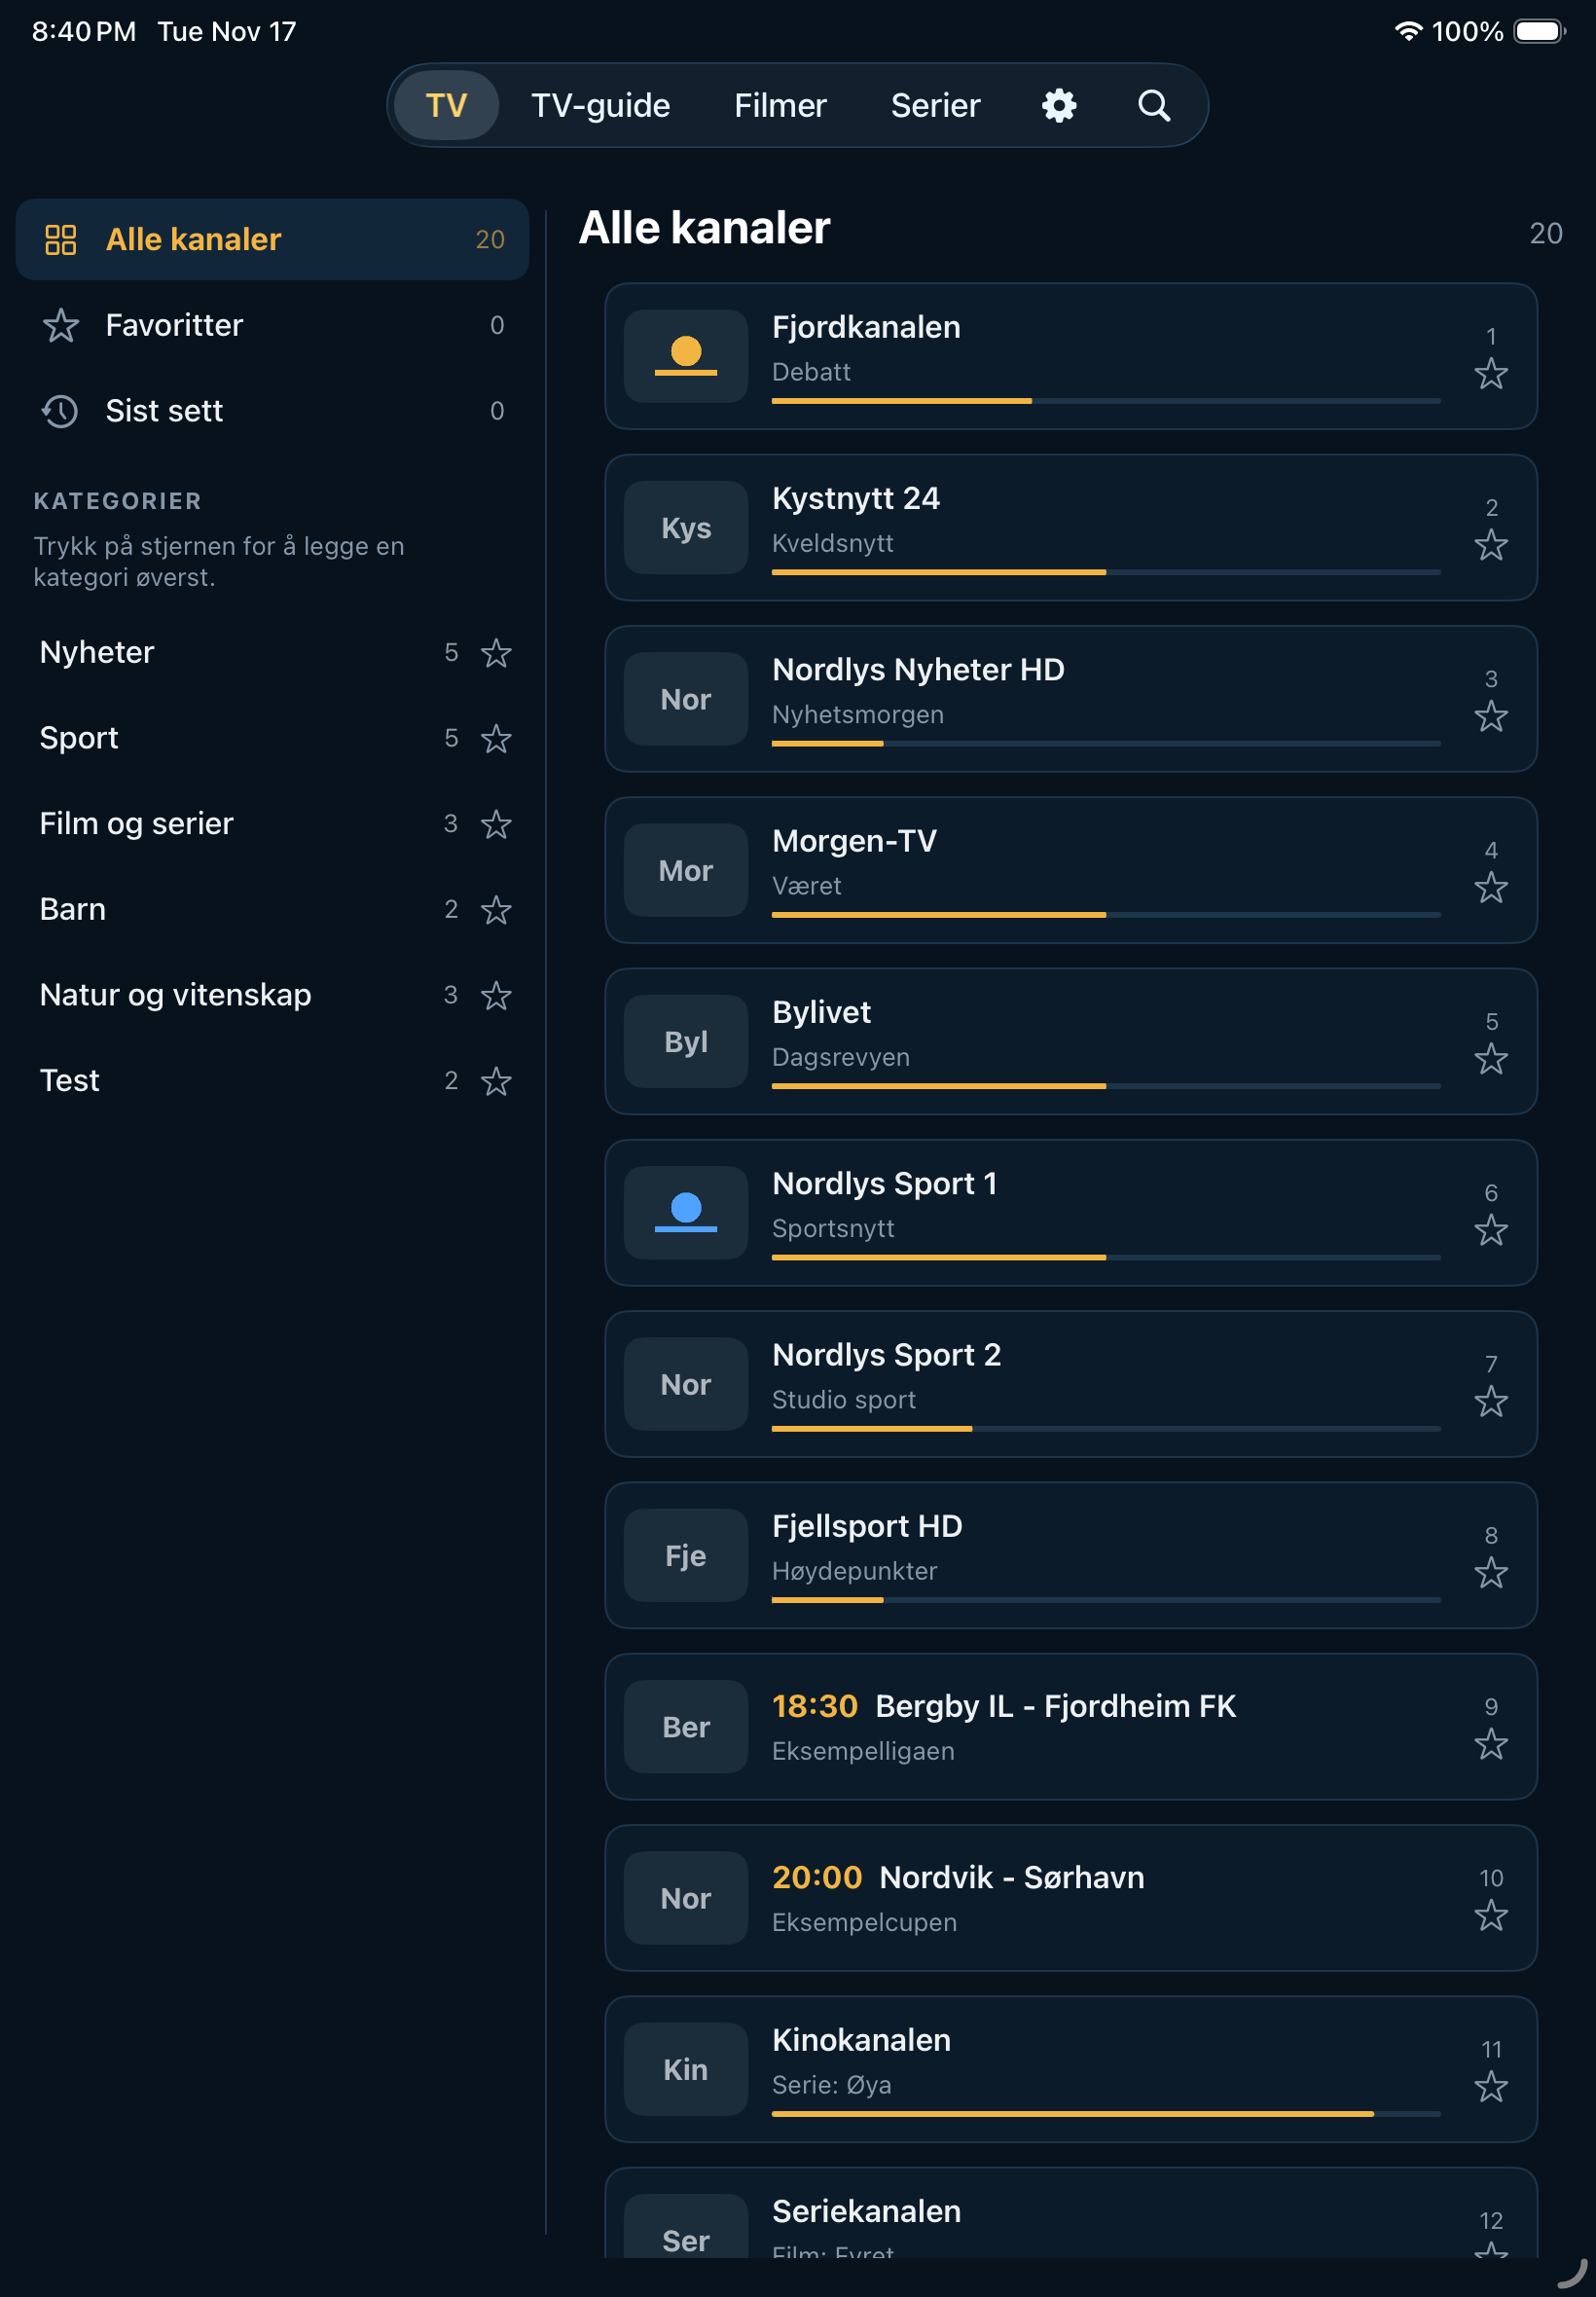 8:40 PM Tue Nov 17
100%
TV TV-guide Filmer Serier
Alle kanaler 20
Favoritter 0
Sist sett 0
KATEGORIER
Trykk på stjernen for å legge en
kategori øverst.
Nyheter 5
Sport 5
Film og serier 3
Barn 2
Natur og vitenskap 3
Test 2
Alle kanaler 20
Fjordkanalen 1
Debatt
Kys Kystnytt 24 2
Kveldsnytt
Nor Nordlys Nyheter HD 3
Nyhetsmorgen
Mor Morgen-TV 4
Været
Byl Bylivet 5
Dagsrevyen
Nordlys Sport 1 6
Sportsnytt
Nor Nordlys Sport 2 7
Studio sport
Fje Fjellsport HD 8
Høydepunkter
Ber 18:30 Bergby IL - Fjordheim FK 9
Eksempelligaen
Nor 20:00 Nordvik - Sørhavn 10
Eksempelcupen
Kin Kinokanalen 11
Serie: Øya
Ser Seriekanalen 12
Film: